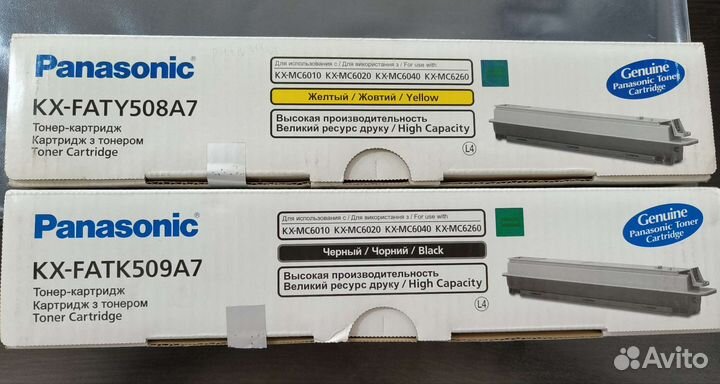 Panasonic
KX-FATY508A7
Тонер-картридж
Картридж з тонером
Toner Cartridge
Для использования с / Для використання з / For use with
KX-MC6010 KX-MC6020 KX-MC6040 KX-MC6260
Желтый / Жовтий / Yellow
Высокая производительность
Великий ресурс друку / High Capacity
L4
Genuine
Panasonic Toner
Cartridge
Panasonic
KX-FATK509A7
Тонер-картридж
Картридж з тонером
Toner Cartridge
Для использования с / Для використання з / For use with
KX-MC6010 KX-MC6020 KX-MC6040 KX-MC6260
Черный / Чорний / Black
Высокая производительность
Великий ресурс друку / High Capacity
L4
Genuine
Panasonic Toner
Cartridge
Avito